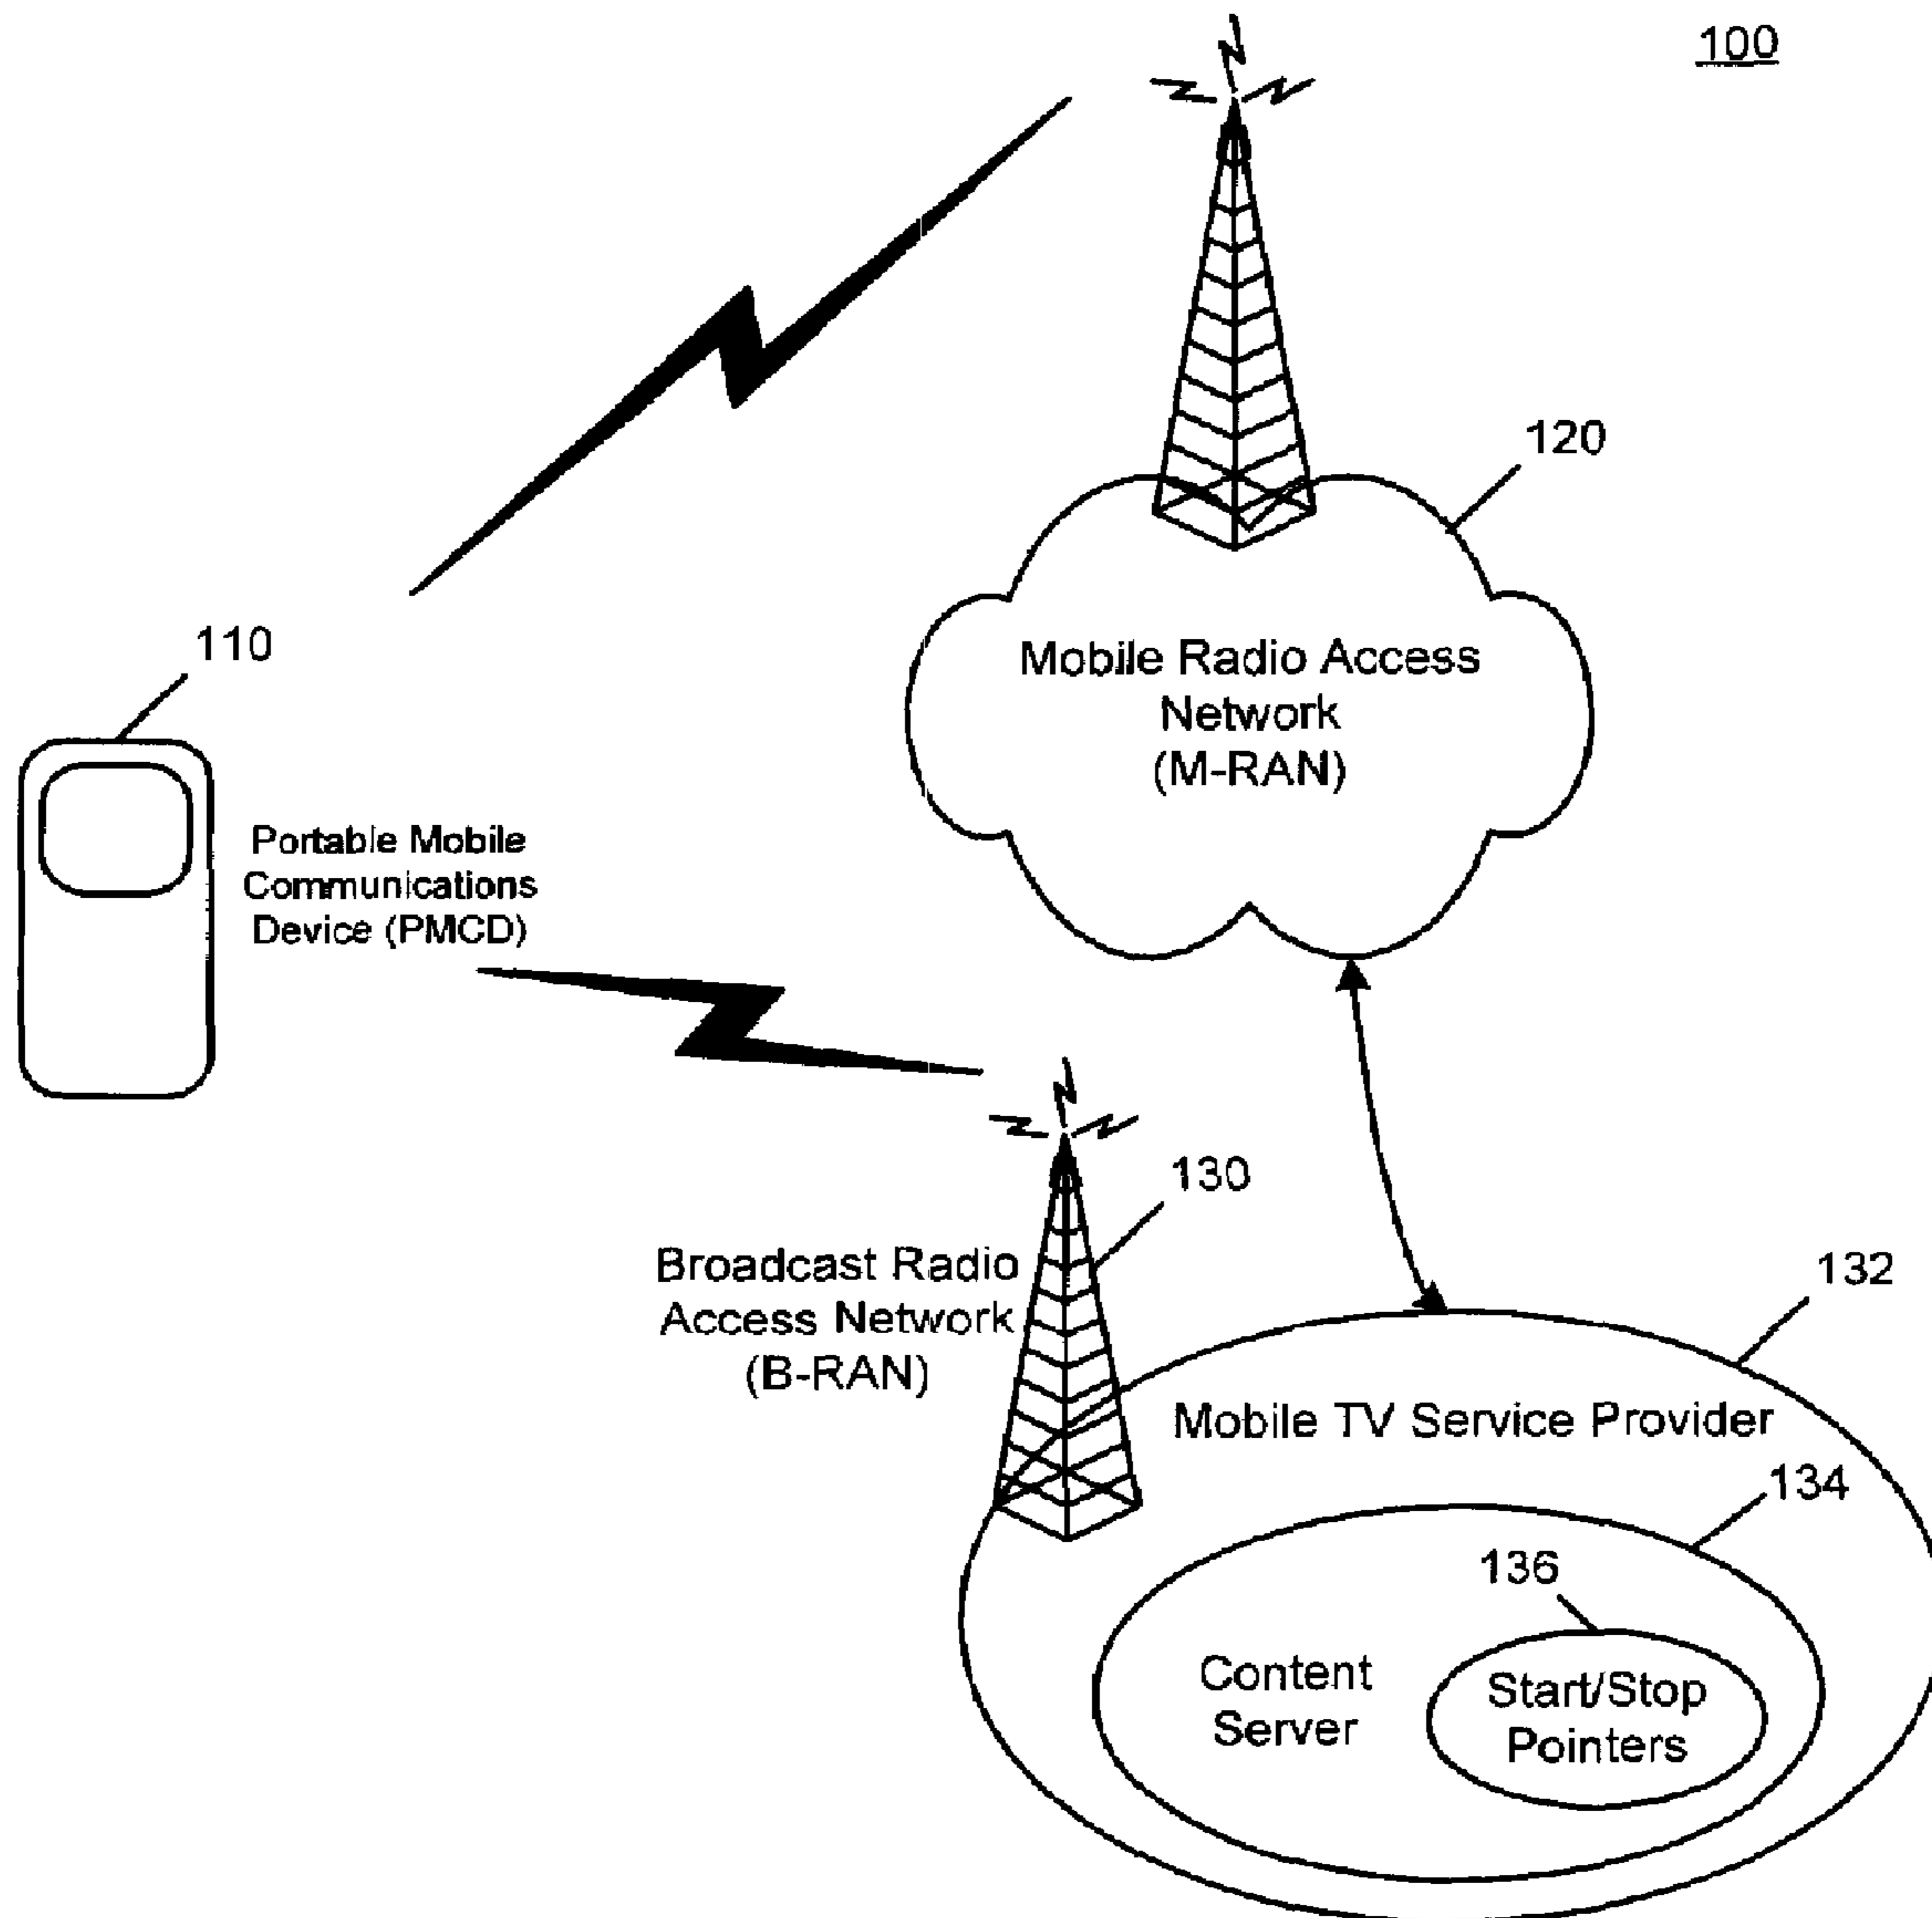 100
120
Mobile Radio Access
Network
(M-RAN)
110
Portable Mobile
Communications
Device (PMCD)
130
Broadcast Radio
Access Network
(B-RAN)
132
Mobile TV Service Provider
134
136
Content
Server
Start/Stop
Pointers